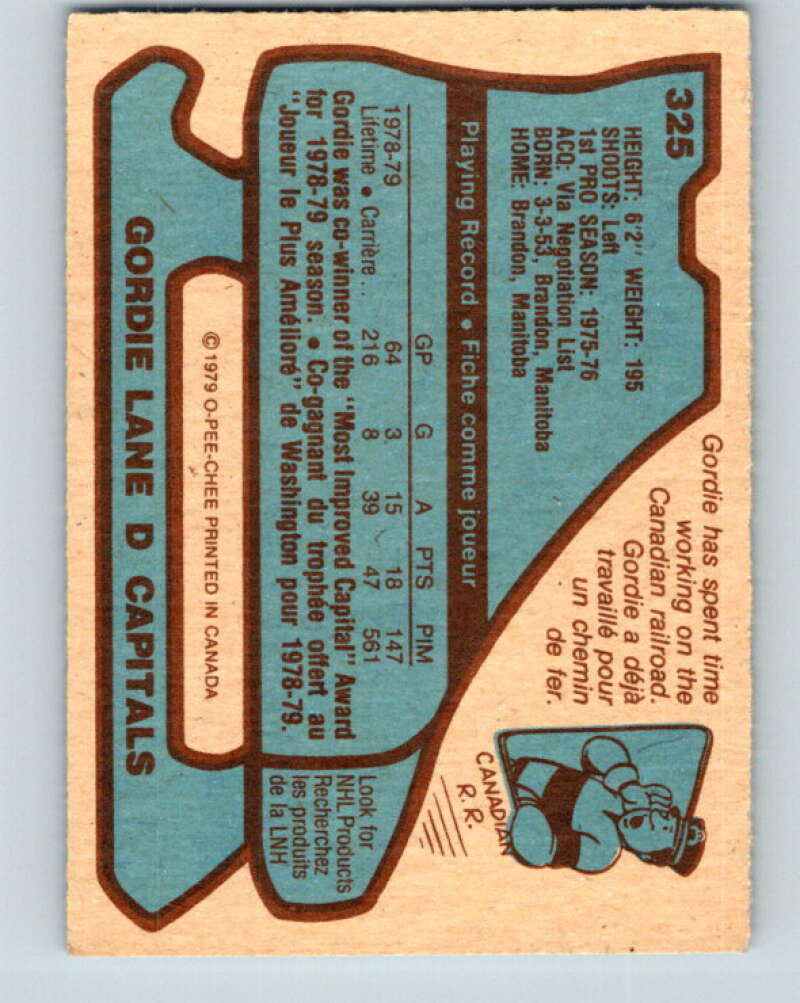 325
HEIGHT: 6'2" WEIGHT: 195
SHOOTS: Left
1st PRO SEASON: 1975-76
ACQ: Via Negotiation List
BORN: 3-3-53, Brandon, Manitoba
HOME: Brandon, Manitoba
Gordie has spent time
working on the
Canadian railroad.
Gordie a déjà
travaillé pour
un chemin
de fer.
CANADIAN
R.R.
Playing Record • Fiche comme joueur
GP G A PTS PIM
1978-79 64 3 15 18 147
Lifetime • Carrière . . 216 8 39 47 561
Gordie was co-winner of the "Most Improved Capital" Award
for 1978-79 season. • Co-gagnant du trophée offert au
"Joueur le Plus Amélioré" de Washington pour 1978-79.
Look for
NHL Products
Recherchez
les produits
de la LNH
© 1979 O-PEE-CHEE PRINTED IN CANADA
GORDIE LANE D CAPITALS